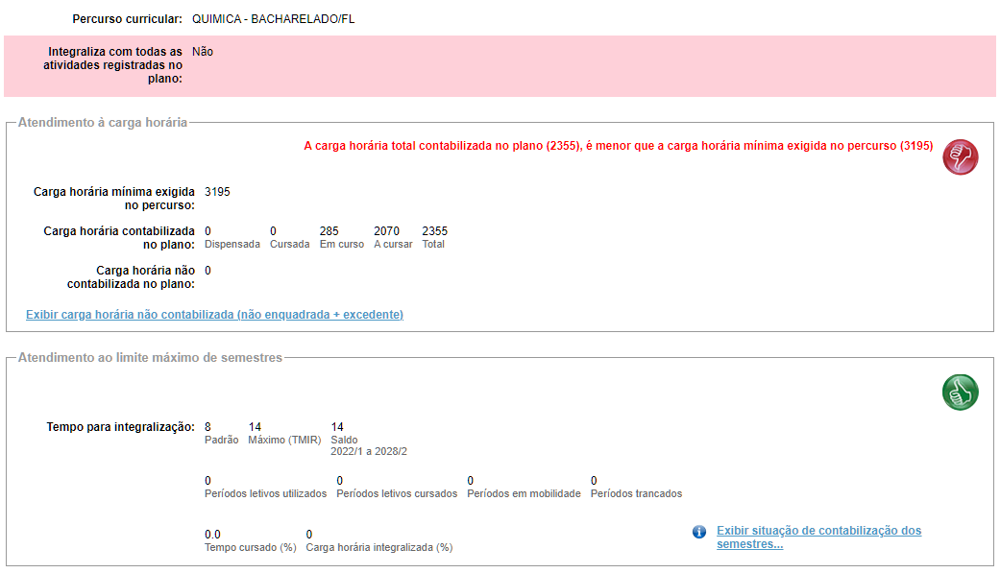 Percurso curricular: QUIMICA - BACHARELADO/FL
Integraliza com todas as Não
atividades registradas no
plano:
Atendimento à carga horária
A carga horária total contabilizada no plano (2355), é menor que a carga horária mínima exigida no percurso (3195)
Carga horária mínima exigida 3195
no percurso:
Carga horária contabilizada 0 0 285 2070 2355
no plano: Dispensada Cursada Em curso A cursar Total
Carga horária não 0
contabilizada no plano:
Exibir carga horária não contabilizada (não enquadrada + excedente)
Atendimento ao limite máximo de semestres
Tempo para integralização: 8 14 14
Padrão Máximo (TMIR) Saldo
2022/1 a 2028/2
0 0 0 0
Períodos letivos utilizados Períodos letivos cursados Períodos em mobilidade Períodos trancados
0.0 0
Tempo cursado (%) Carga horária integralizada (%)
Exibir situação de contabilização dos
semestres...